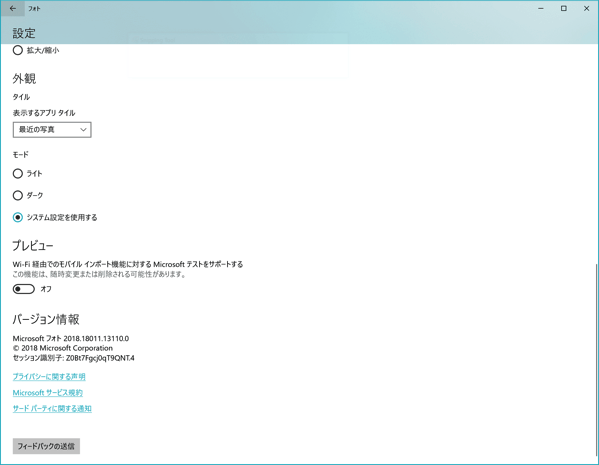 フォト
設定
拡大/縮小
外観
タイル
表示するアプリ タイル
最近の写真
モード
ライト
ダーク
システム設定を使用する
プレビュー
Wi-Fi 経由でのモバイル インポート機能に対する Microsoft テストをサポートする
この機能は、随時変更または削除される可能性があります。
オフ
バージョン情報
Microsoft フォト 2018.18011.13110.0
© 2018 Microsoft Corporation
セッション識別子: Z0Bt7Fgcj0qT9QNT.4
プライバシーに関する声明
Microsoft サービス規約
サード パーティに関する通知
フィードバックの送信